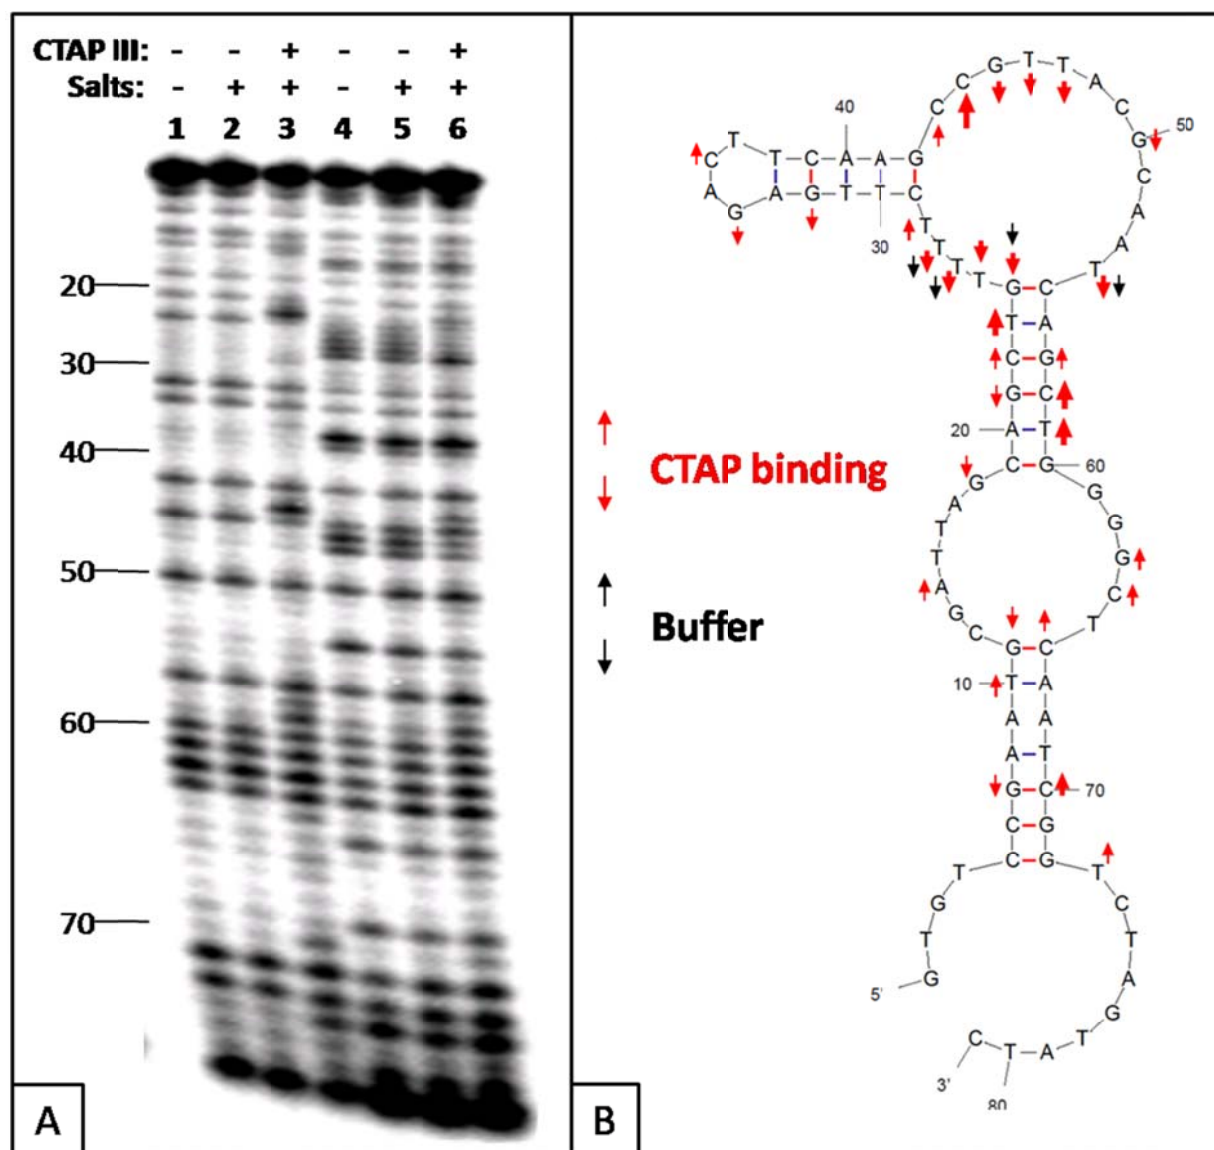 CTAP III: - - + - - +
Salts: - + + - + +
1 2 3 4 5 6
20
30
40
50
60
70
CTAP binding
Buffer
A
G T T
C C A
40 C
T G 50
C T C A A G C
A G A G T T C A
30 T A
T
T T
T
G C
T A
C G
G C
20 A T
G C G 60
A G
T G
T G
A C
C T
G C
10 T A
A A
A T
G C 70
C G
C G
T T
G C
T T
5' G A
C T A T G
3' 80
B